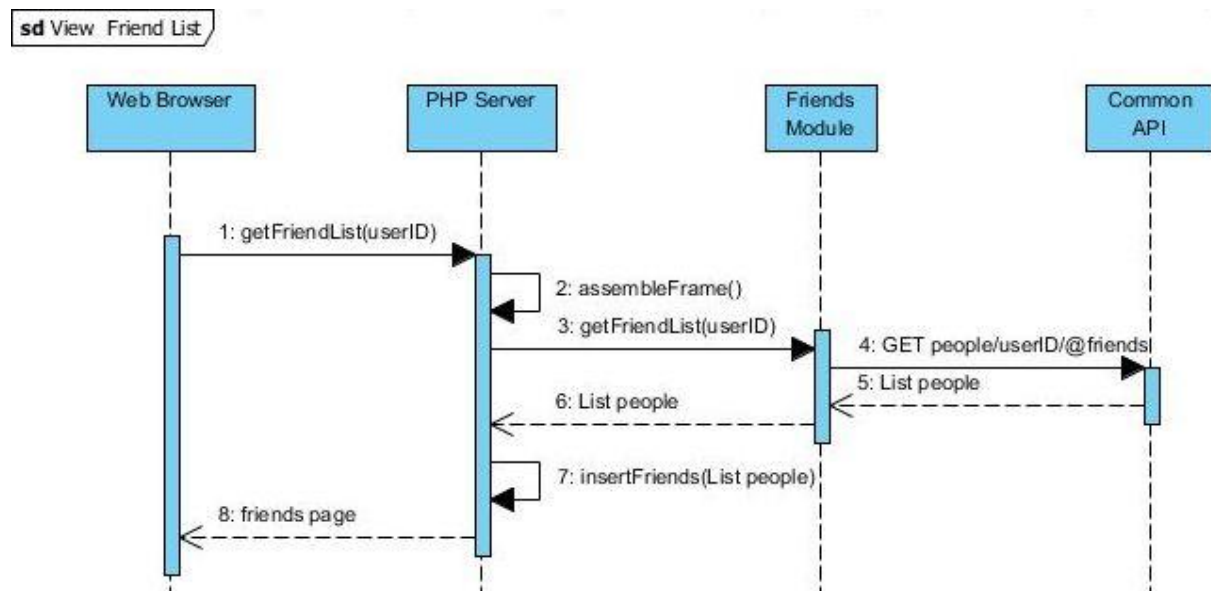 sd View Friend List
Web Browser
PHP Server
Friends
Module
Common
API
1: getFriendList(userID)
2: assembleFrame()
3: getFriendList(userID)
4: GET people/userID/@friends
5: List people
6: List people
7: insertFriends(List people)
8: friends page